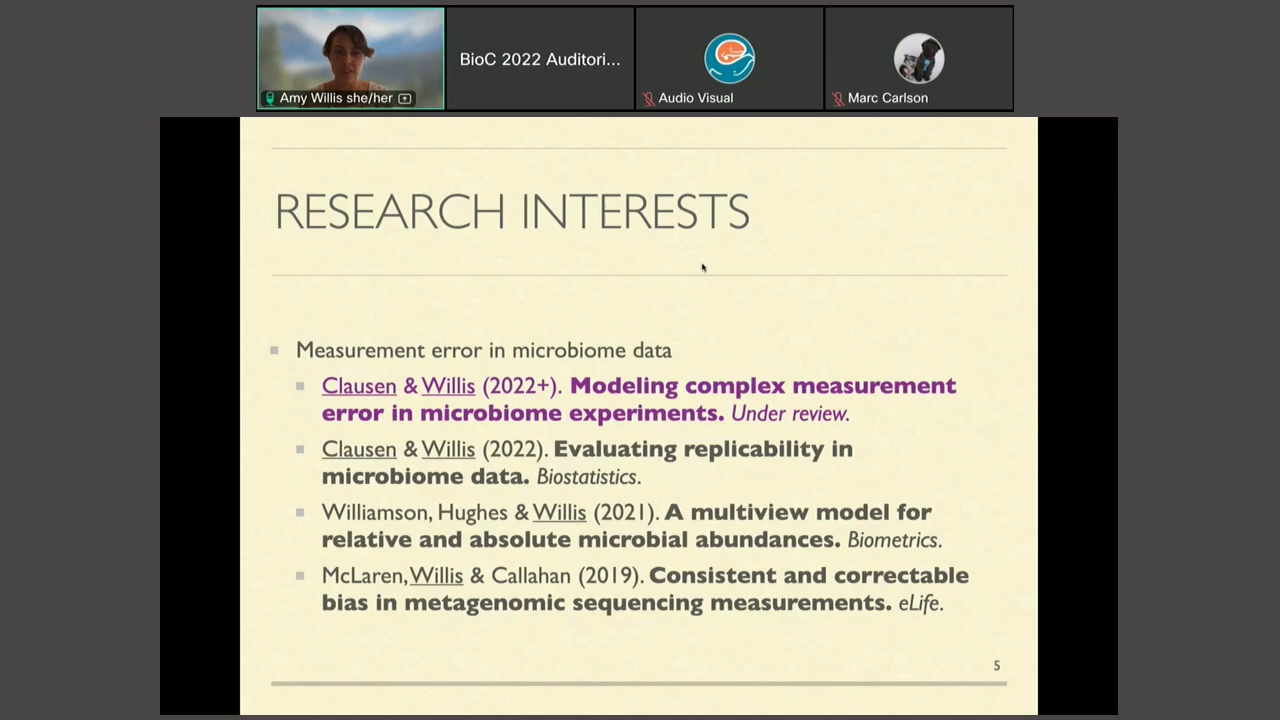 BioC 2022 Auditori...
Amy Willis she/her
Audio Visual
Marc Carlson
RESEARCH INTERESTS
Measurement error in microbiome data
Clausen & Willis (2022+). Modeling complex measurement
error in microbiome experiments. Under review.
Clausen & Willis (2022). Evaluating replicability in
microbiome data. Biostatistics.
Williamson, Hughes & Willis (2021). A multiview model for
relative and absolute microbial abundances. Biometrics.
McLaren, Willis & Callahan (2019). Consistent and correctable
bias in metagenomic sequencing measurements. eLife.
5